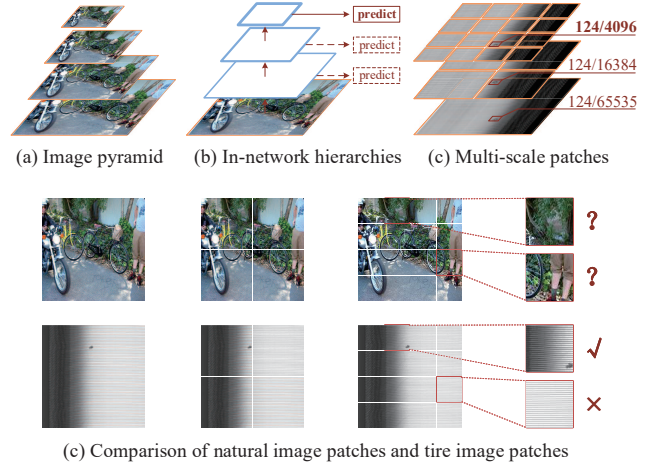 predict
predict
predict
124/4096
124/16384
124/65535
(a) Image pyramid
(b) In-network hierarchies
(c) Multi-scale patches
?
?
√
×
(c) Comparison of natural image patches and tire image patches